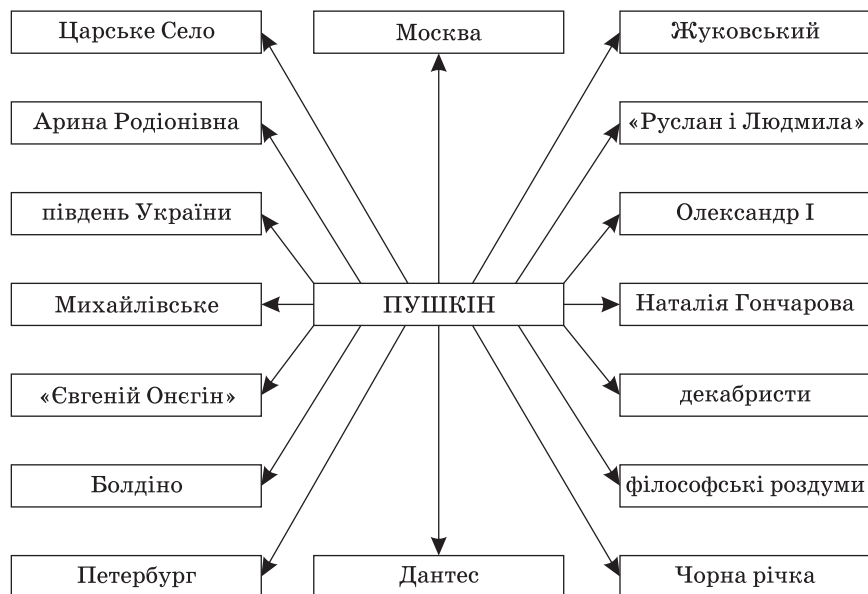 Царське Село
Москва
Жуковський
Арина Родіонівна
«Руслан і Людмила»
південь України
Олександр І
Михайлівське
ПУШКІН
Наталія Гончарова
«Євгеній Онєгін»
декабристи
Болдіно
філософські роздуми
Петербург
Дантес
Чорна річка